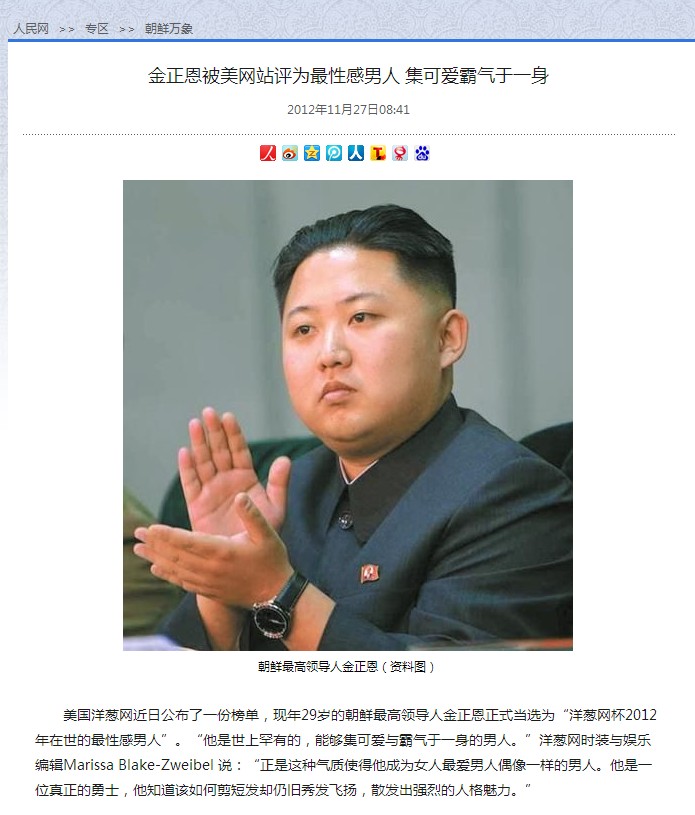 人民网 >> 专区 >> 朝鲜万象
金正恩被美网站评为最性感男人 集可爱霸气于一身
2012年11月27日08:41
朝鲜最高领导人金正恩（资料图）
美国洋葱网近日公布了一份榜单，现年29岁的朝鲜最高领导人金正恩正式当选为“洋葱网杯2012
年在世的最性感男人”。“他是世上罕有的，能够集可爱与霸气于一身的男人。”洋葱网时装与娱乐
编辑Marissa Blake-Zweibel 说：“正是这种气质使得他成为女人最爱男人偶像一样的男人。他是一
位真正的勇士，他知道该如何剪短发却仍旧秀发飞扬，散发出强烈的人格魅力。”